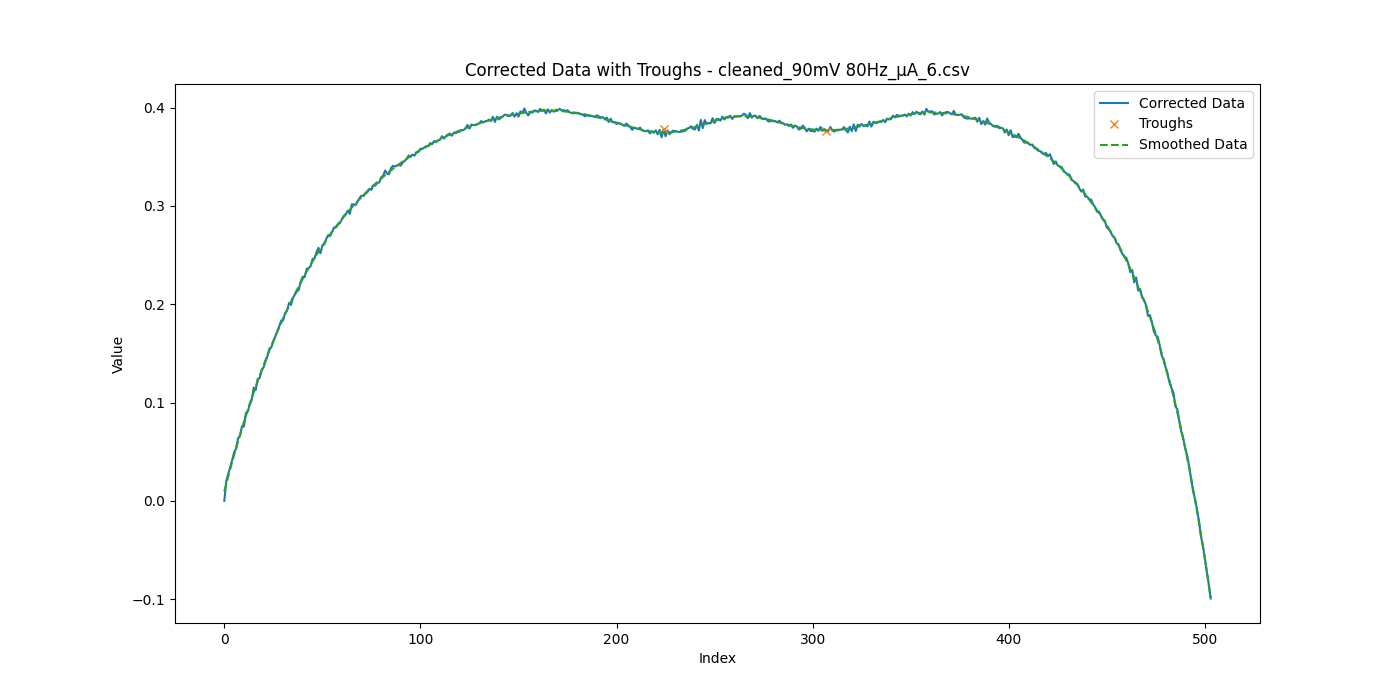 Corrected Data with Troughs - cleaned_90mV 80Hz_µA_6.csv
Corrected Data
Troughs
Smoothed Data
Value
0.4
0.3
0.2
0.1
0.0
−0.1
0 100 200 300 400 500
Index